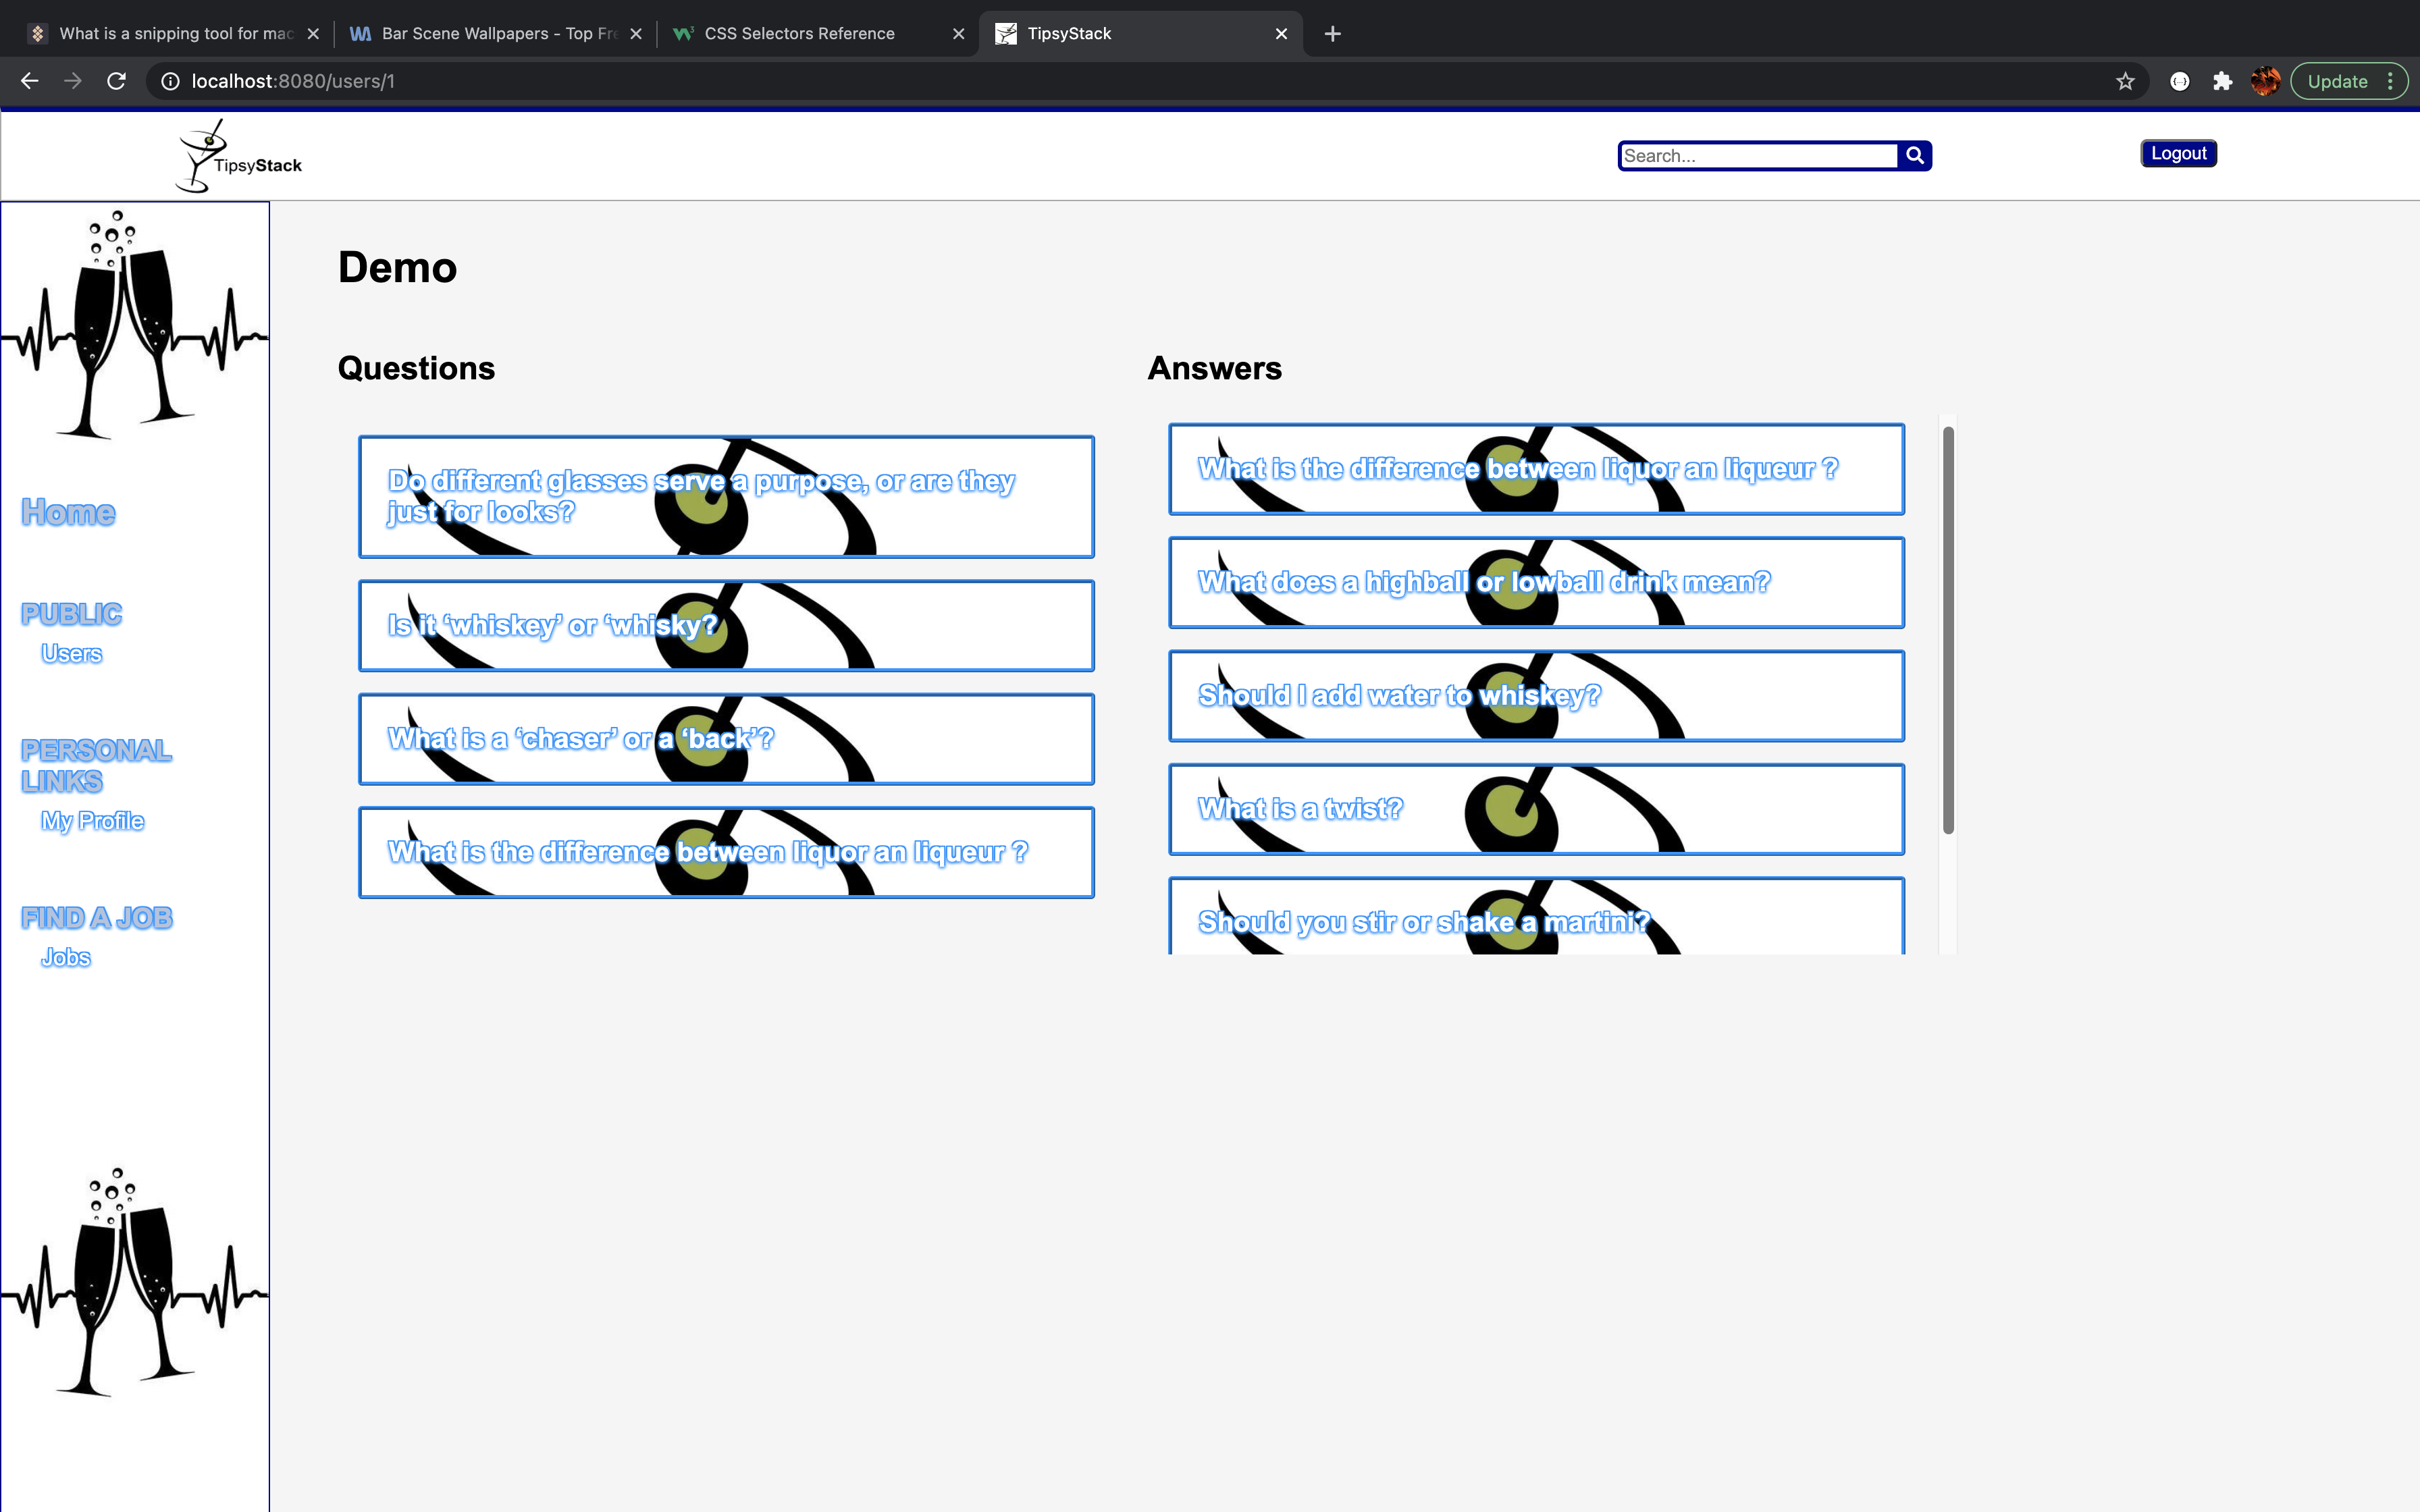 What is a snipping tool for mac
Bar Scene Wallpapers - Top Fre
CSS Selectors Reference
TipsyStack
localhost:8080/users/1
Update
TipsyStack
Search...
Logout
Home
PUBLIC
Users
PERSONAL
LINKS
My Profile
FIND A JOB
Jobs
Demo
Questions
Do different glasses serve a purpose, or are they
just for looks?
Is it ‘whiskey’ or ‘whisky?
What is a ‘chaser’ or a ‘back’?
What is the difference between liquor an liqueur ?
Answers
What is the difference between liquor an liqueur ?
What does a highball or lowball drink mean?
Should I add water to whiskey?
What is a twist?
Should you stir or shake a martini?